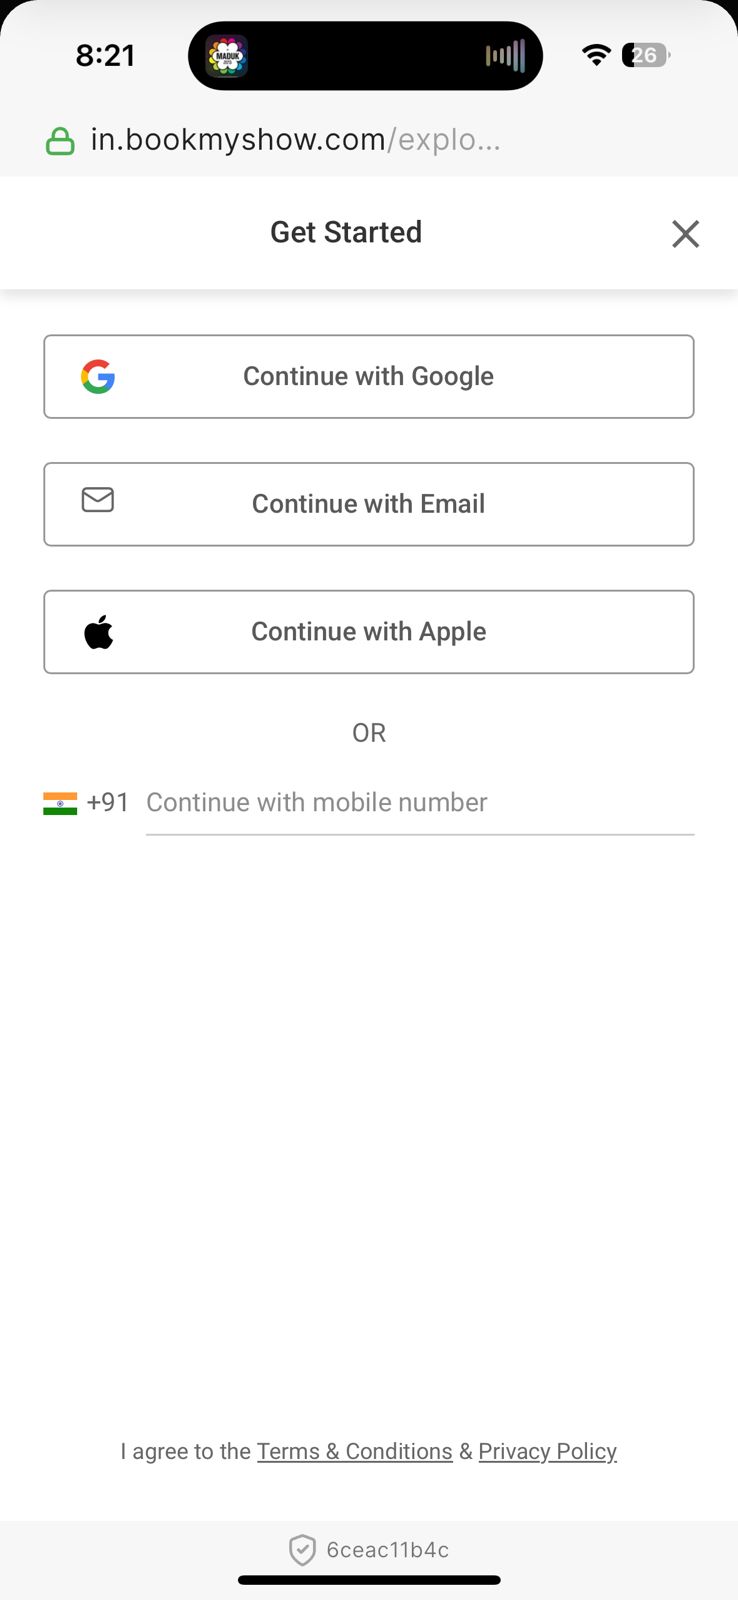 8:21
MADUK
26
in.bookmyshow.com/explo...
Get Started
Continue with Google
Continue with Email
Continue with Apple
OR
+91 Continue with mobile number
I agree to the Terms & Conditions & Privacy Policy
6ceac11b4c